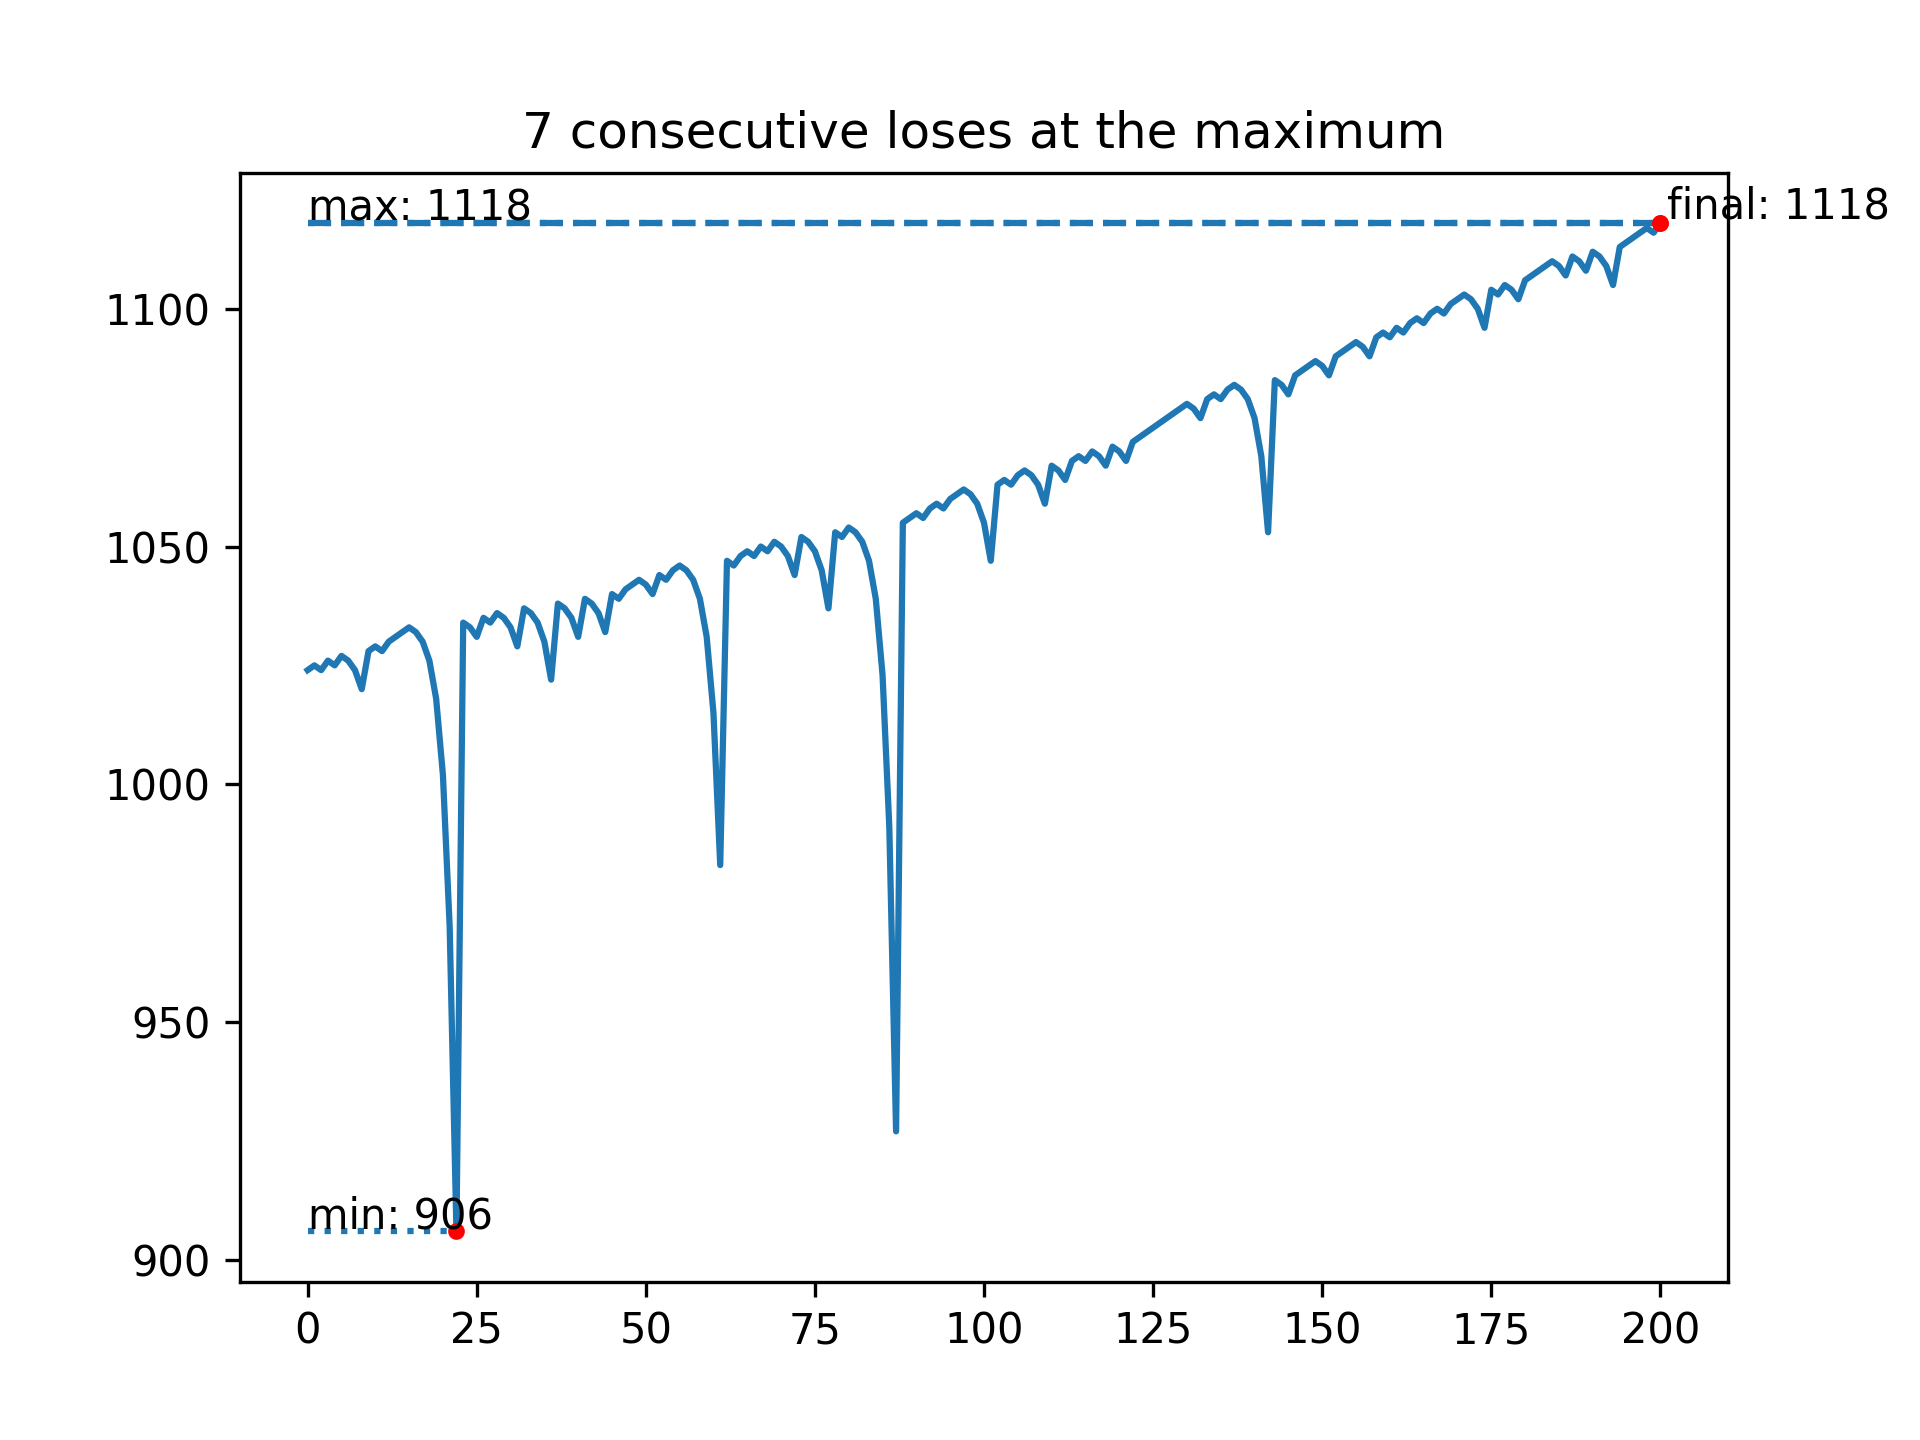 7 consecutive loses at the maximum
max: 1118
final: 1118
1100
1050
1000
950
900
min: 906
0 25 50 75 100 125 150 175 200